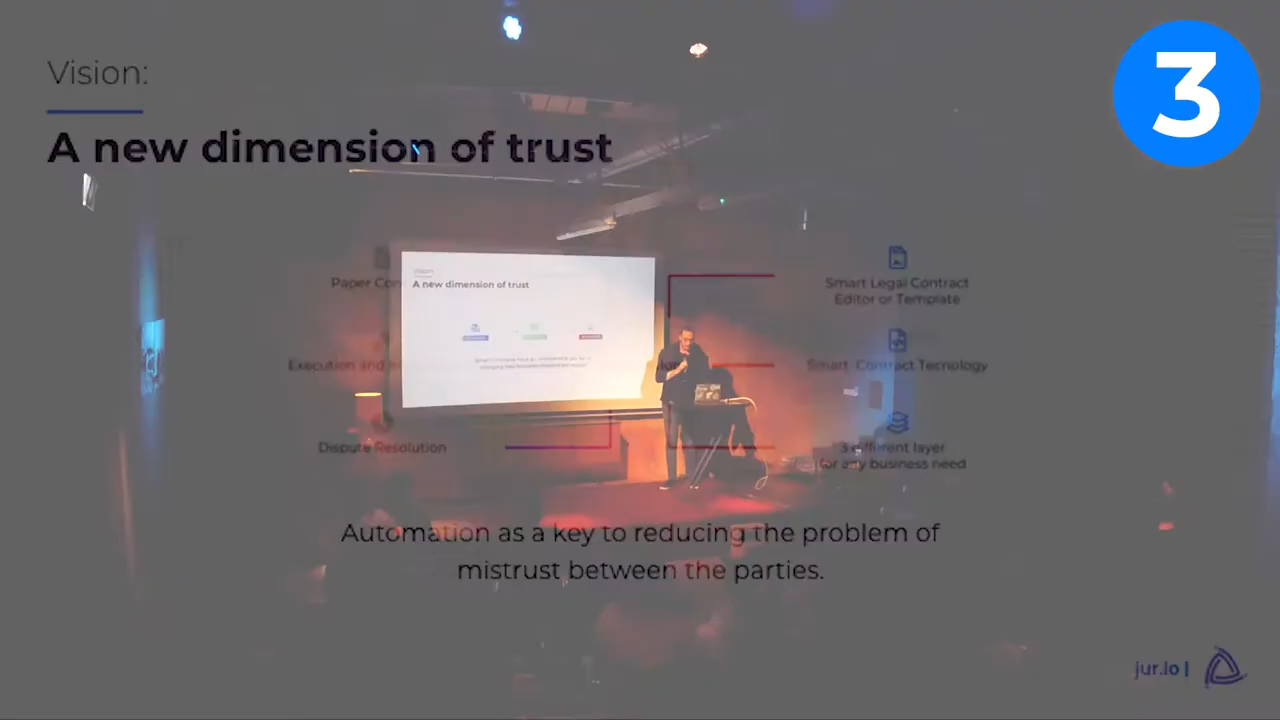 Vision:
3
A new dimension of trust
Vision:
A new dimension of trust
Paper
Smart Legal Contract
Editor or Template
Execution and
Smart Contract Tecnology
Dispute Resolution
3 different layer
for any business need
Automation as a key to reducing the problem of
mistrust between the parties.
jur.io |